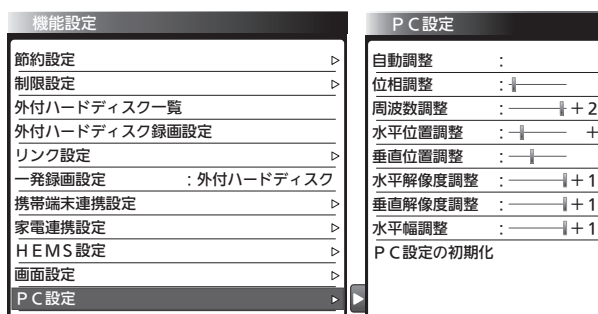 機能設定
節約設定
制限設定
外付ハードディスク一覧
外付ハードディスク録画設定
リンク設定
一発録画設定 : 外付ハードディスク
携帯端末連携設定
家電連携設定
HEMS設定
画面設定
PC設定
PC設定
自動調整 :
位相調整 :
周波数調整 : +2
水平位置調整 : +
垂直位置調整 :
水平解像度調整 : +1
垂直解像度調整 : +1
水平幅調整 : +1
PC設定の初期化